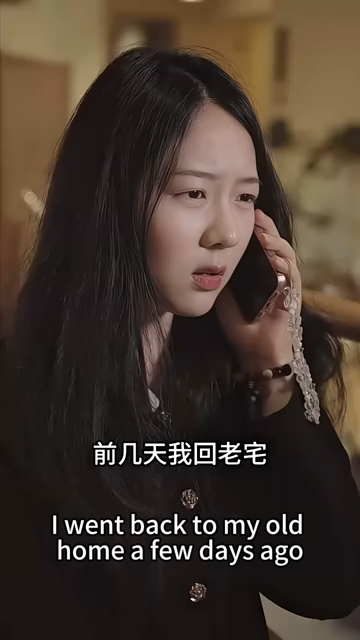 前几天我回老宅
I went back to my old
home a few days ago